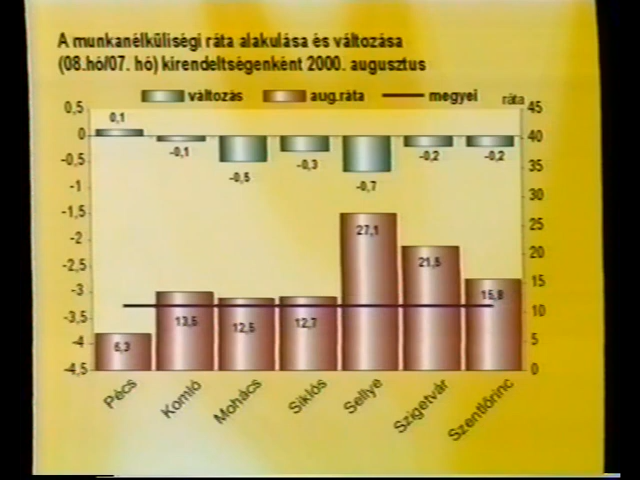 A munkanélküliségi ráta alakulása és változása
(08.hó/07. hó) kirendeltségenként 2000. augusztus
változás aug.ráta megyei ráta
0,5 0 -0,5 -1 -1,5 -2 -2,5 -3 -3,5 -4 -4,5
45 40 35 30 25 20 15 10 5 0
0,1 -0,1 -0,5 -0,3 -0,7 -0,2 -0,2
6,3 13,5 12,5 12,7 27,1 21,5 15,8
Pécs Komló Mohács Siklós Sellye Szigetvár Szentlőrinc